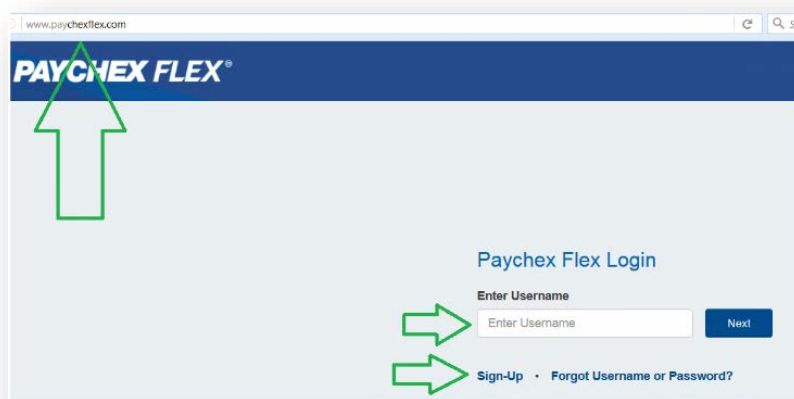 www.paychexflex.com
PAYCHEX FLEX®
Paychex Flex Login
Enter Username
Enter Username
Next
Sign-Up · Forgot Username or Password?